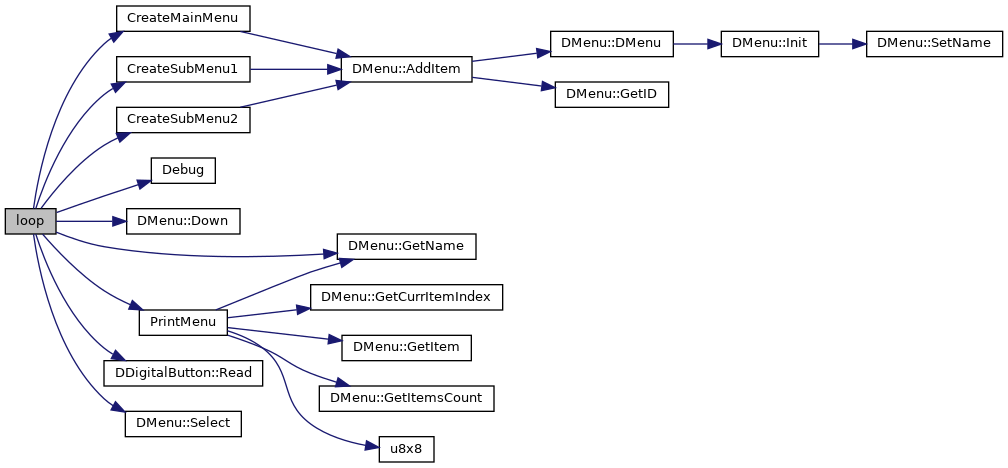 loop
CreateMainMenu
CreateSubMenu1
CreateSubMenu2
Debug
DMenu::Down
PrintMenu
DDigitalButton::Read
DMenu::Select
DMenu::AddItem
DMenu::GetName
DMenu::GetCurrItemIndex
DMenu::GetItem
DMenu::GetItemsCount
u8x8
DMenu::DMenu
DMenu::GetID
DMenu::Init
DMenu::SetName